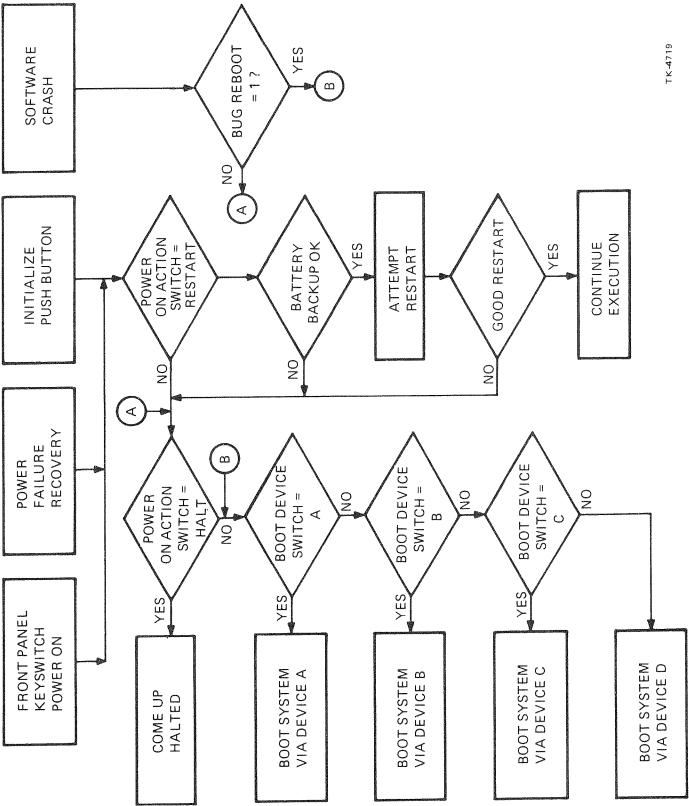 FRONT PANEL
KEYSWITCH
POWER ON
POWER
FAILURE
RECOVERY
INITIALIZE
PUSH BUTTON
SOFTWARE
CRASH
A
POWER
ON ACTION
SWITCH =
HALT
YES
NO
COME UP
HALTED
B
POWER
ON ACTION
SWITCH =
RESTART
NO
BUG REBOOT
= 1 ?
NO
YES
A
B
BOOT DEVICE
SWITCH =
A
YES
NO
BOOT SYSTEM
VIA DEVICE A
BATTERY
BACKUP OK
NO
YES
BOOT DEVICE
SWITCH =
B
YES
NO
BOOT SYSTEM
VIA DEVICE B
ATTEMPT
RESTART
BOOT DEVICE
SWITCH =
C
YES
NO
BOOT SYSTEM
VIA DEVICE C
GOOD RESTART
NO
YES
BOOT SYSTEM
VIA DEVICE D
CONTINUE
EXECUTION
TK-4719